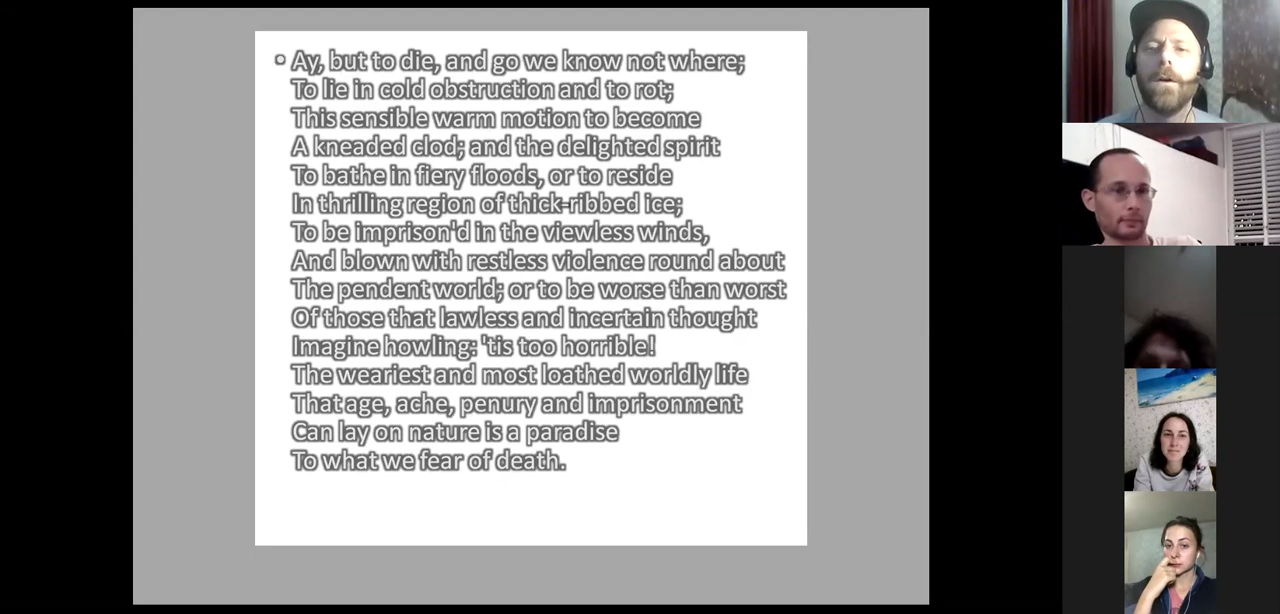 • Ay, but to die, and go we know not where;
To lie in cold obstruction and to rot;
This sensible warm motion to become
A kneaded clod; and the delighted spirit
To bathe in fiery floods, or to reside
In thrilling region of thick-ribbed ice;
To be imprison'd in the viewless winds,
And blown with restless violence round about
The pendent world; or to be worse than worst
Of those that lawless and incertain thought
Imagine howling: 'tis too horrible!
The weariest and most loathed worldly life
That age, ache, penury and imprisonment
Can lay on nature is a paradise
To what we fear of death.